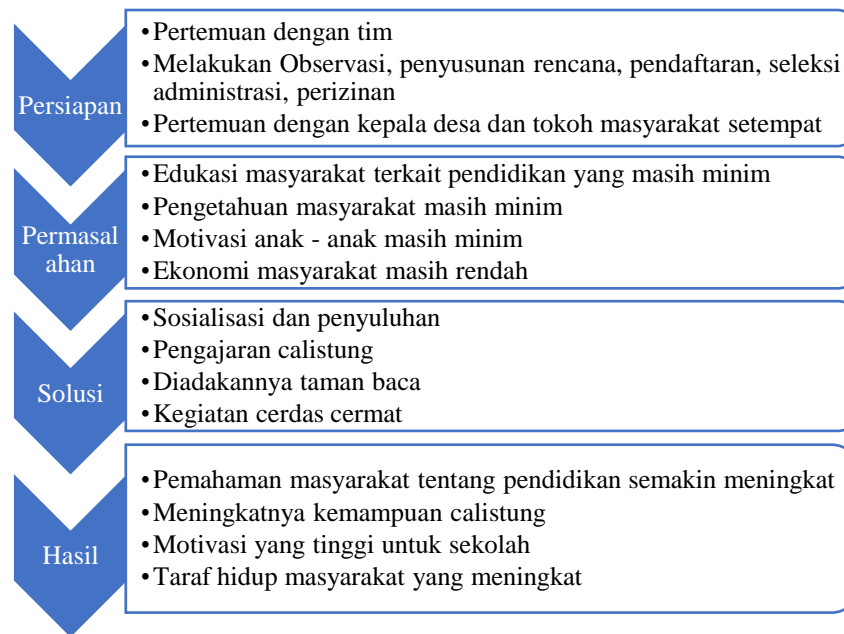 Persiapan
•Pertemuan dengan tim
•Melakukan Observasi, penyusunan rencana, pendaftaran, seleksi
administrasi, perizinan
•Pertemuan dengan kepala desa dan tokoh masyarakat setempat
Permasal
ahan
•Edukasi masyarakat terkait pendidikan yang masih minim
•Pengetahuan masyarakat masih minim
•Motivasi anak - anak masih minim
•Ekonomi masyarakat masih rendah
Solusi
•Sosialisasi dan penyuluhan
•Pengajaran calistung
•Diadakannya taman baca
•Kegiatan cerdas cermat
Hasil
•Pemahaman masyarakat tentang pendidikan semakin meningkat
•Meningkatnya kemampuan calistung
•Motivasi yang tinggi untuk sekolah
•Taraf hidup masyarakat yang meningkat